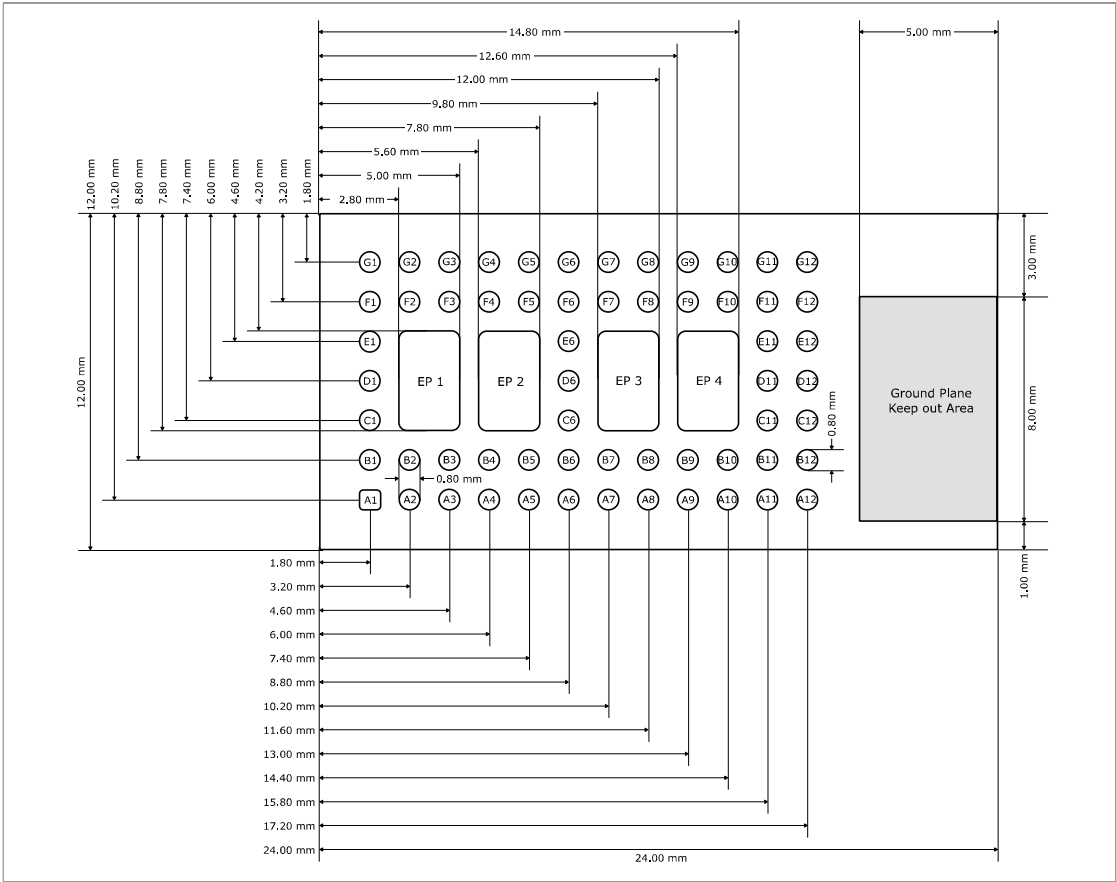 14.80 mm
5.00 mm
12.60 mm
12.00 mm
9.80 mm
7.80 mm
5.60 mm
5.00 mm
2.80 mm
12.00 mm
10.20 mm
8.80 mm
7.80 mm
7.40 mm
6.00 mm
4.60 mm
4.20 mm
3.20 mm
1.80 mm
G1 G2 G3 G4 G5 G6 G7 G8 G9 G10 G11 G12
3.00 mm
F1 F2 F3 F4 F5 F6 F7 F8 F9 F10 F11 F12
E1 E6 E11 E12
12.00 mm
D1 EP 1 EP 2 D6 EP 3 EP 4 D11 D12
Ground Plane
Keep out Area
8.00 mm
C1 C6 C11 C12
0.80 mm
B1 B2 B3 B4 B5 B6 B7 B8 B9 B10 B11 B12
0.80 mm
A1 A2 A3 A4 A5 A6 A7 A8 A9 A10 A11 A12
1.00 mm
1.80 mm
3.20 mm
4.60 mm
6.00 mm
7.40 mm
8.80 mm
10.20 mm
11.60 mm
13.00 mm
14.40 mm
15.80 mm
17.20 mm
24.00 mm
24.00 mm